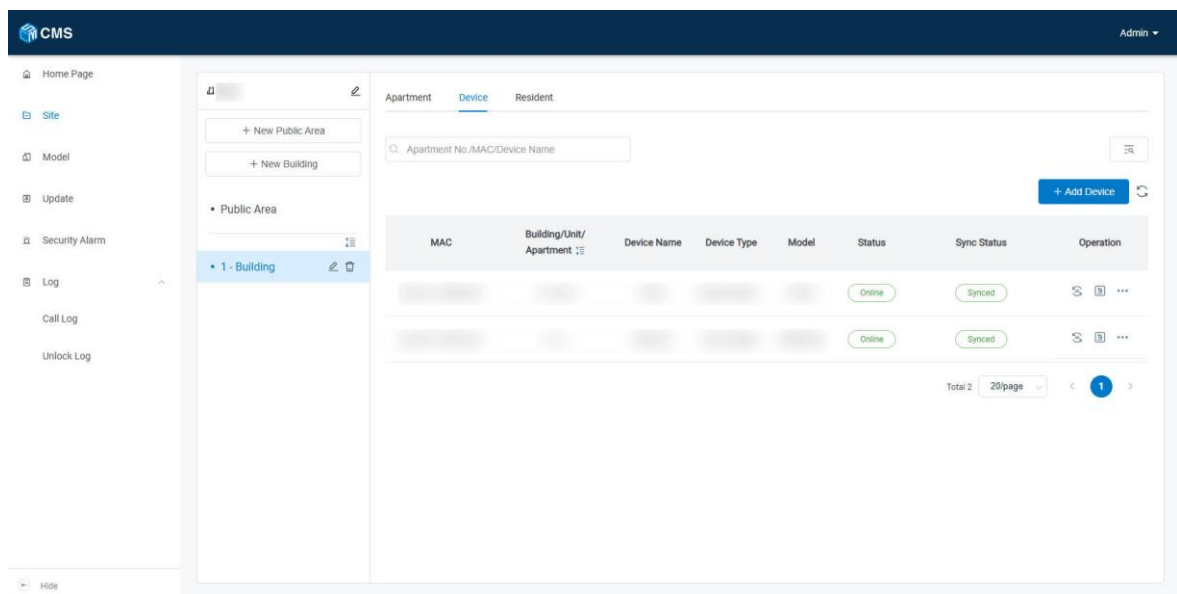 CMS
Admin
Home Page
Site
Model
Update
Security Alarm
Log
Call Log
Unlock Log
Hide
+ New Public Area
+ New Building
• Public Area
• 1 - Building
Apartment Device Resident
Apartment No./MAC/Device Name
+ Add Device
MAC Building/Unit/ Device Name Device Type Model Status Sync Status Operation
Apartment
Online Synced
Online Synced
Total 2 20/page 1